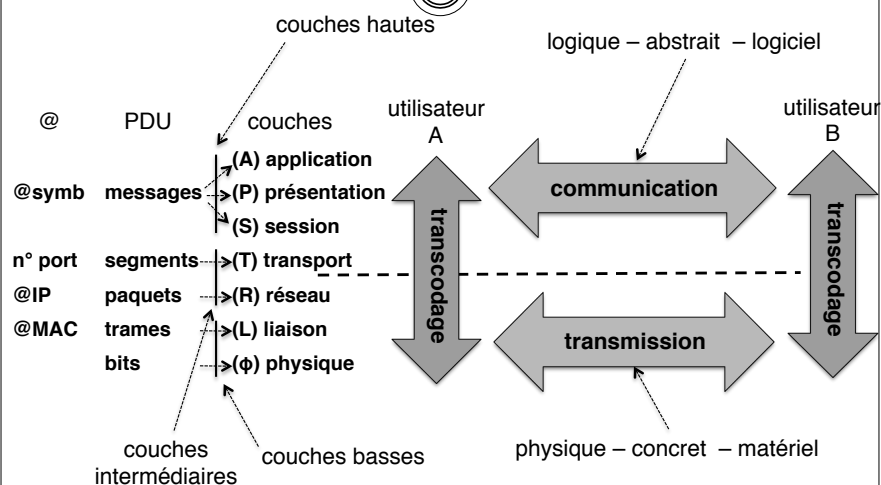 couches hautes
logique – abstrait – logiciel
@ PDU couches
utilisateur
A
utilisateur
B
(A) application
@symb messages (P) présentation
(S) session
n° port segments (T) transport
@IP paquets (R) réseau
@MAC trames (L) liaison
bits (ϕ) physique
transcodage
communication
transmission
transcodage
couches
intermédiaires
couches basses
physique – concret – matériel